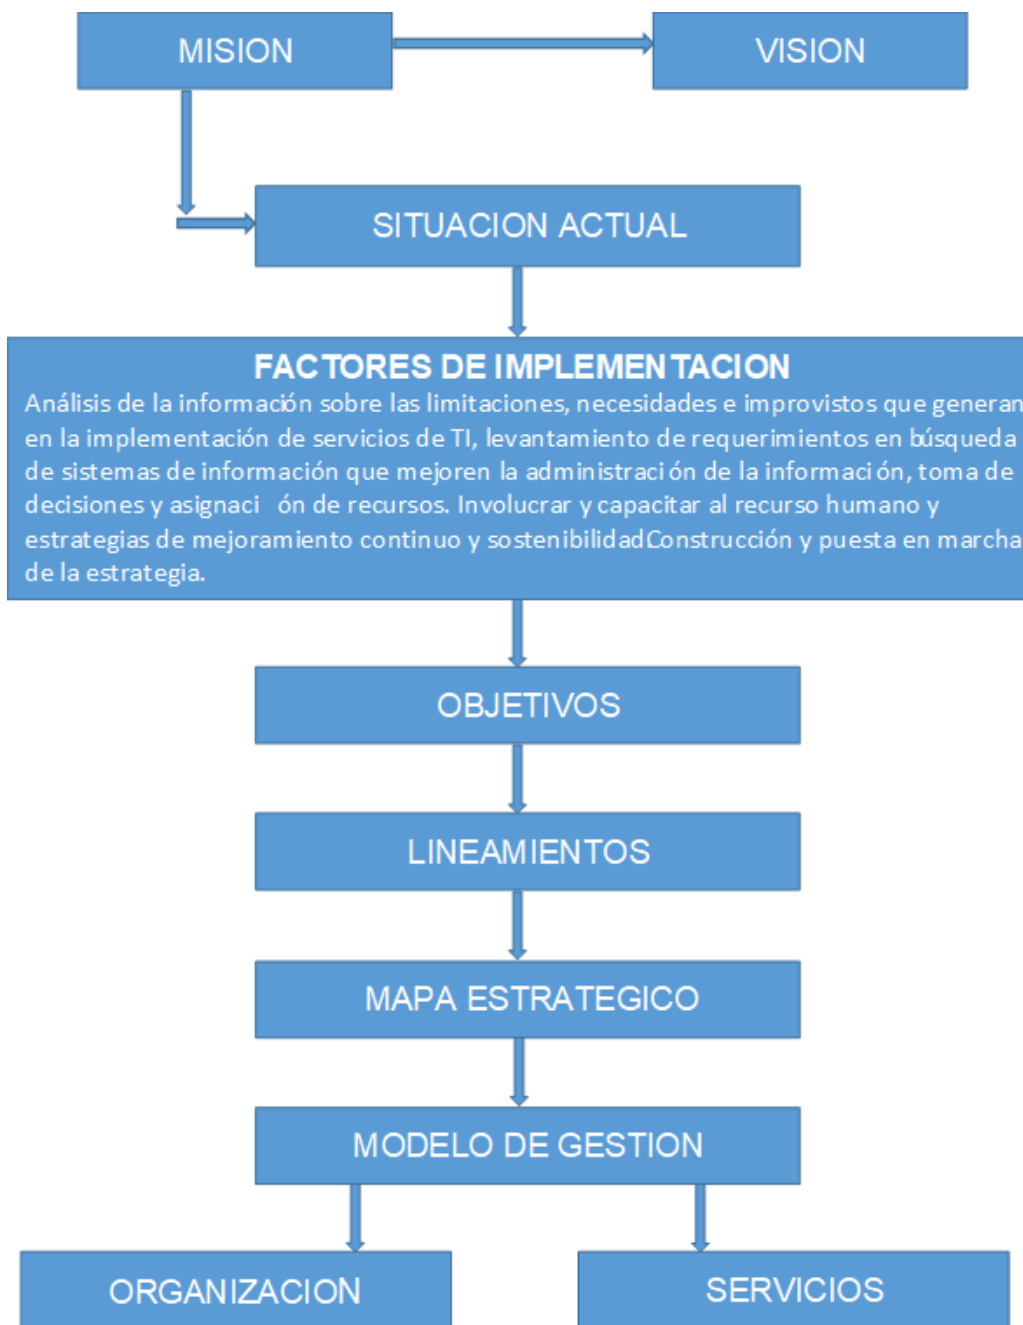 MISION
VISION
SITUACION ACTUAL
FACTORES DE IMPLEMENTACION
Análisis de la información sobre las limitaciones, necesidades e improvistos que generan
en la implementación de servicios de TI, levantamiento de requerimientos en búsqueda
de sistemas de información que mejoren la administración de la información, toma de
decisiones y asignaci ón de recursos. Involucrar y capacitar al recurso humano y
estrategias de mejoramiento continuo y sostenibilidadConstrucción y puesta en marcha
de la estrategia.
OBJETIVOS
LINEAMIENTOS
MAPA ESTRATEGICO
MODELO DE GESTION
ORGANIZACION
SERVICIOS